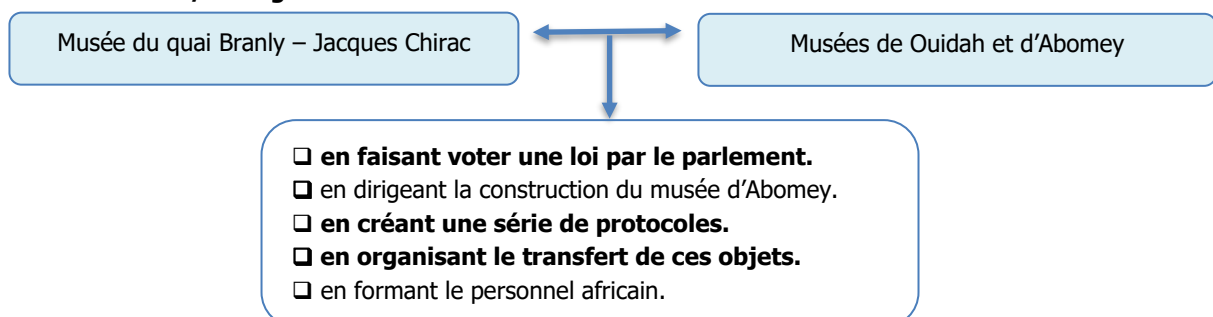 Musée du quai Branly – Jacques Chirac
Musées de Ouidah et d’Abomey
❑ en faisant voter une loi par le parlement.
❑ en dirigeant la construction du musée d’Abomey.
❑ en créant une série de protocoles.
❑ en organisant le transfert de ces objets.
❑ en formant le personnel africain.